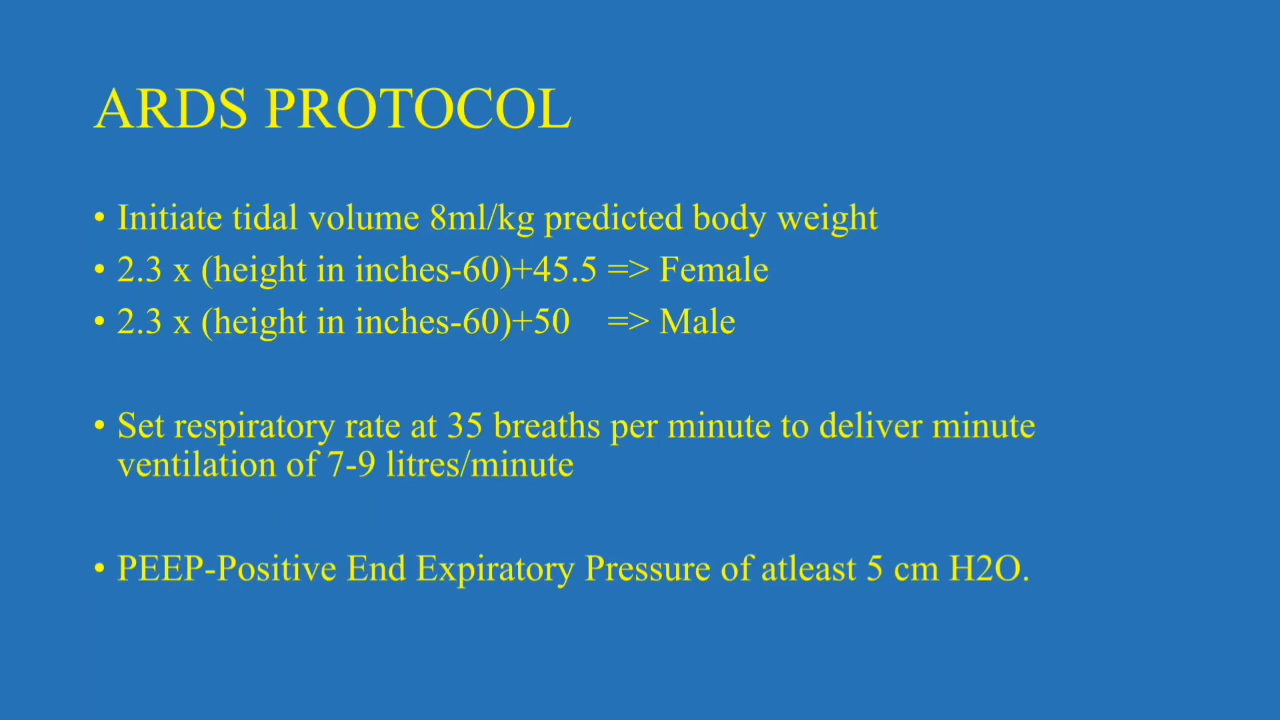 ARDS PROTOCOL
• Initiate tidal volume 8ml/kg predicted body weight
• 2.3 x (height in inches-60)+45.5 => Female
• 2.3 x (height in inches-60)+50 => Male
• Set respiratory rate at 35 breaths per minute to deliver minute
ventilation of 7-9 litres/minute
• PEEP-Positive End Expiratory Pressure of atleast 5 cm H2O.